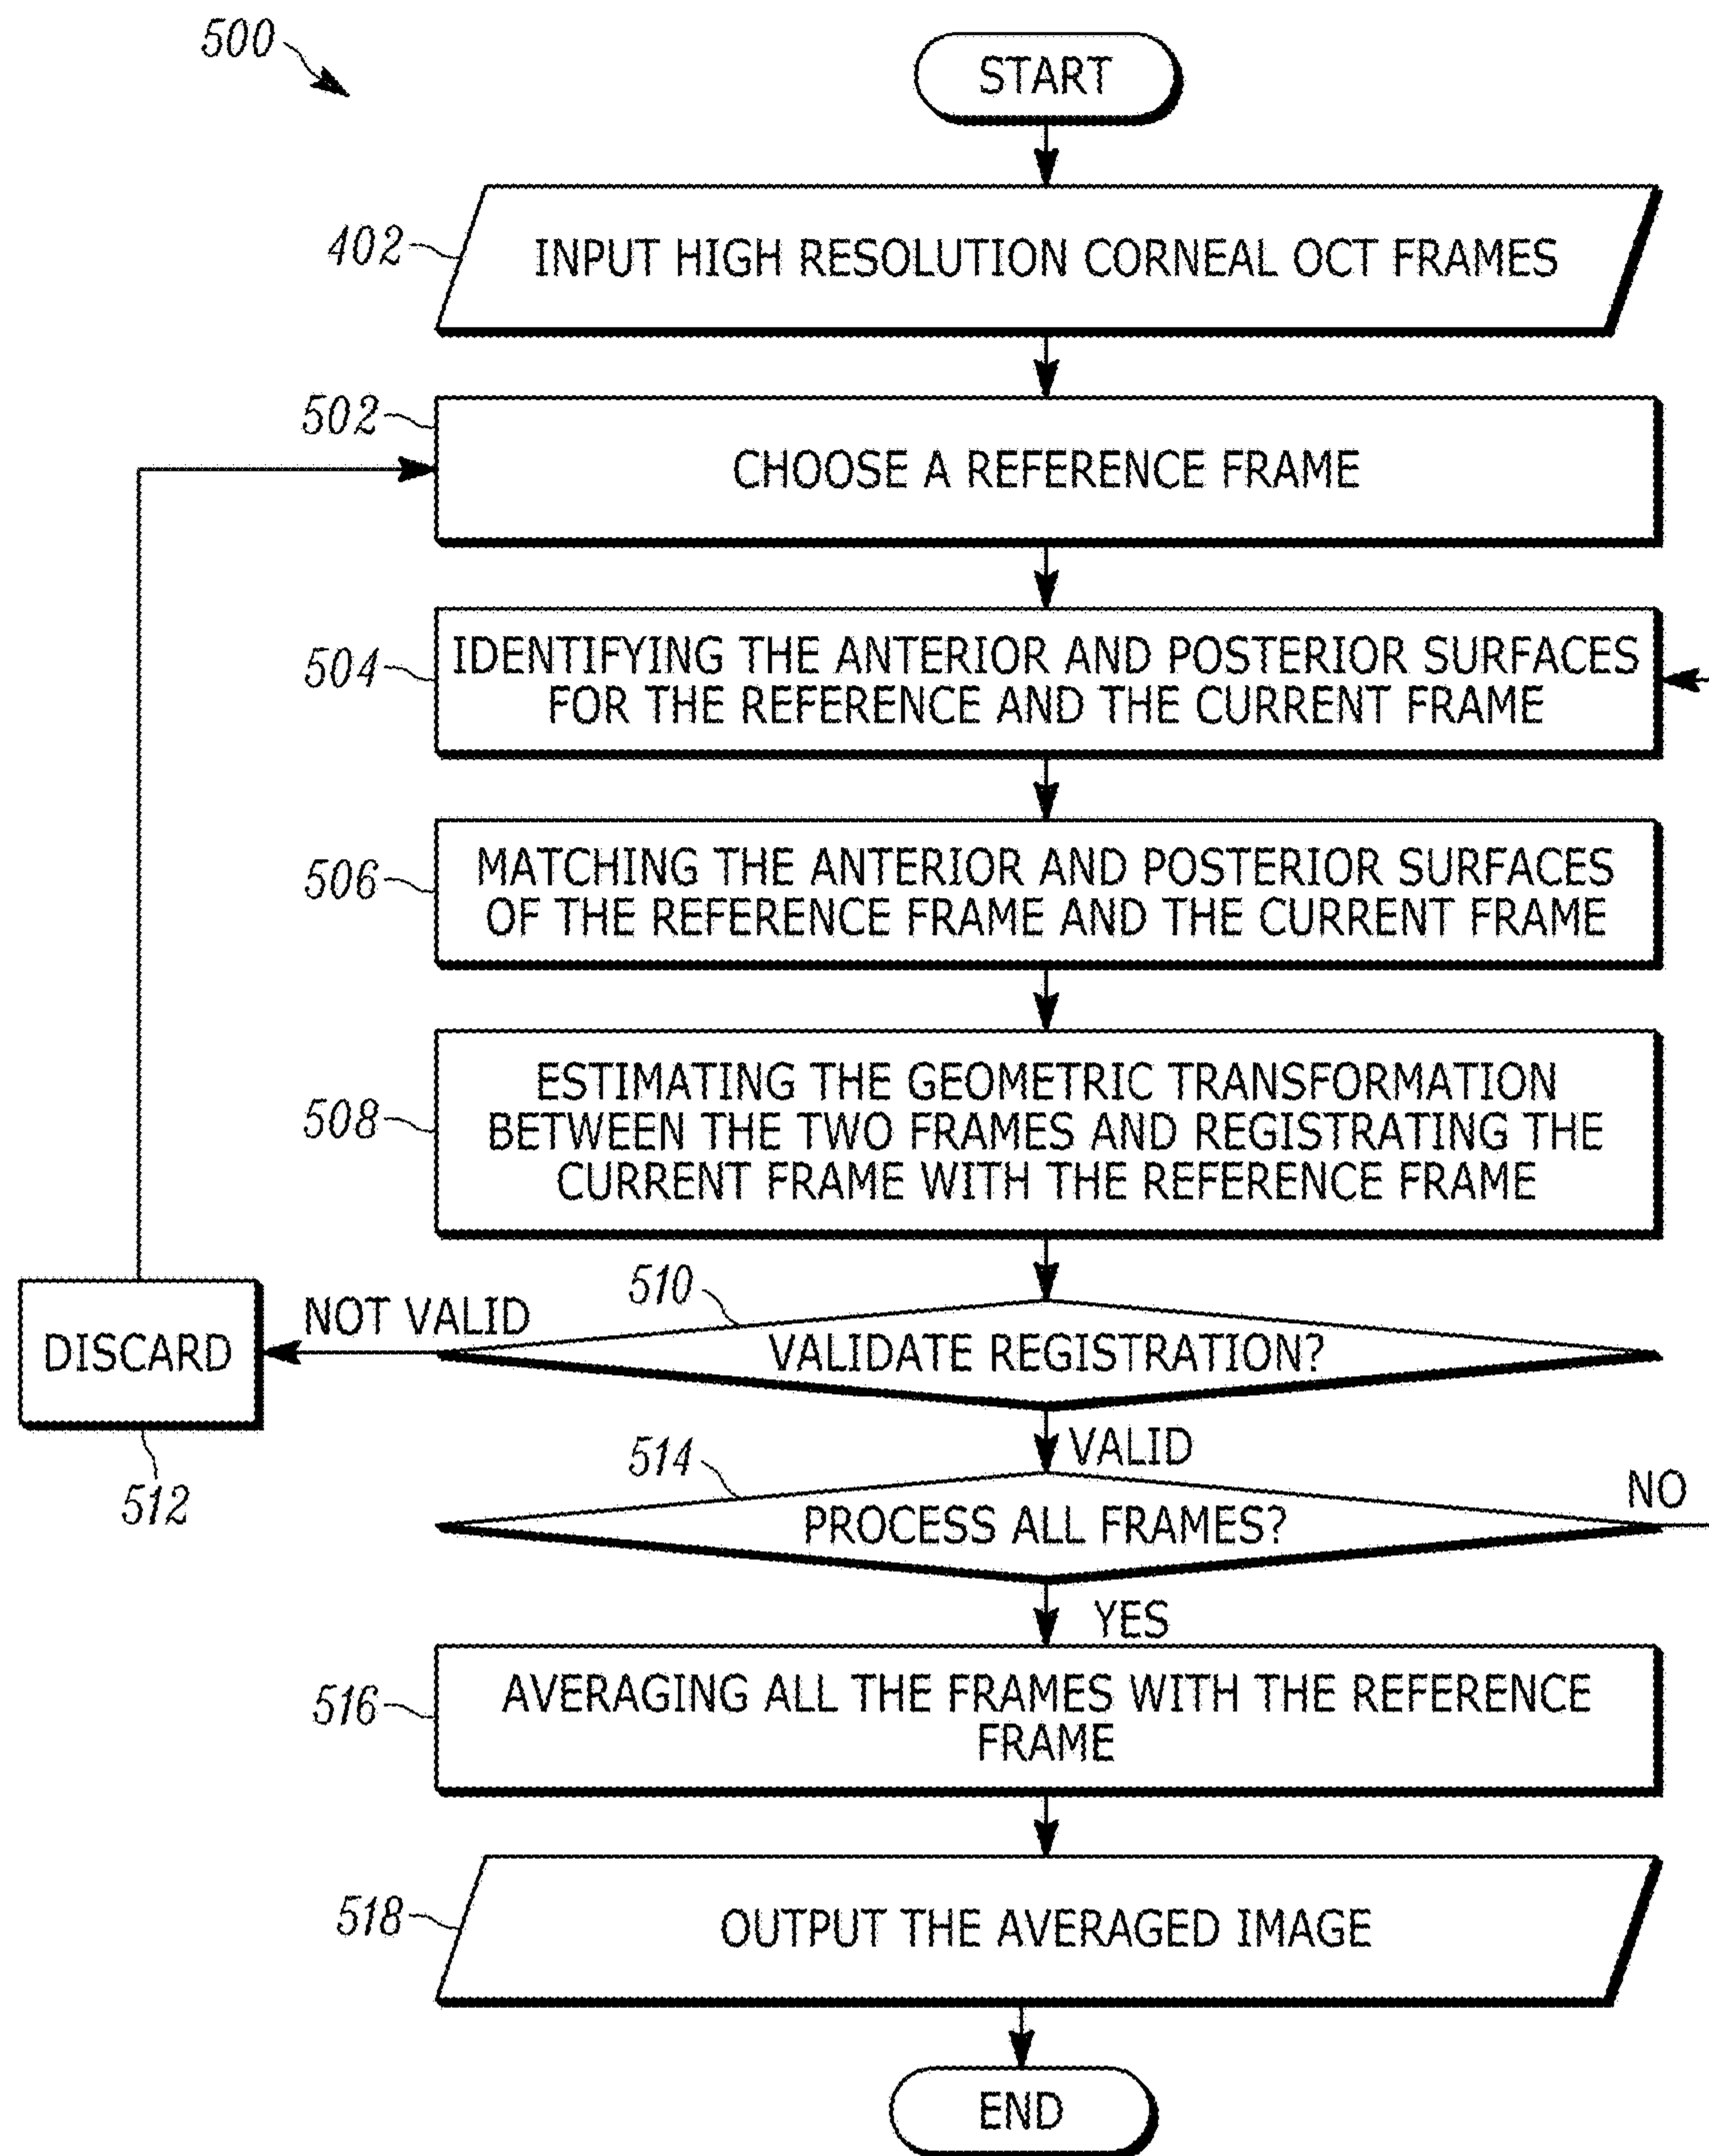 500
START
402
INPUT HIGH RESOLUTION CORNEAL OCT FRAMES
502
CHOOSE A REFERENCE FRAME
504
IDENTIFYING THE ANTERIOR AND POSTERIOR SURFACES
FOR THE REFERENCE AND THE CURRENT FRAME
506
MATCHING THE ANTERIOR AND POSTERIOR SURFACES
OF THE REFERENCE FRAME AND THE CURRENT FRAME
508
ESTIMATING THE GEOMETRIC TRANSFORMATION
BETWEEN THE TWO FRAMES AND REGISTRATING THE
CURRENT FRAME WITH THE REFERENCE FRAME
510
NOT VALID
DISCARD
VALIDATE REGISTRATION?
512
VALID
514
NO
PROCESS ALL FRAMES?
YES
516
AVERAGING ALL THE FRAMES WITH THE REFERENCE
FRAME
518
OUTPUT THE AVERAGED IMAGE
END